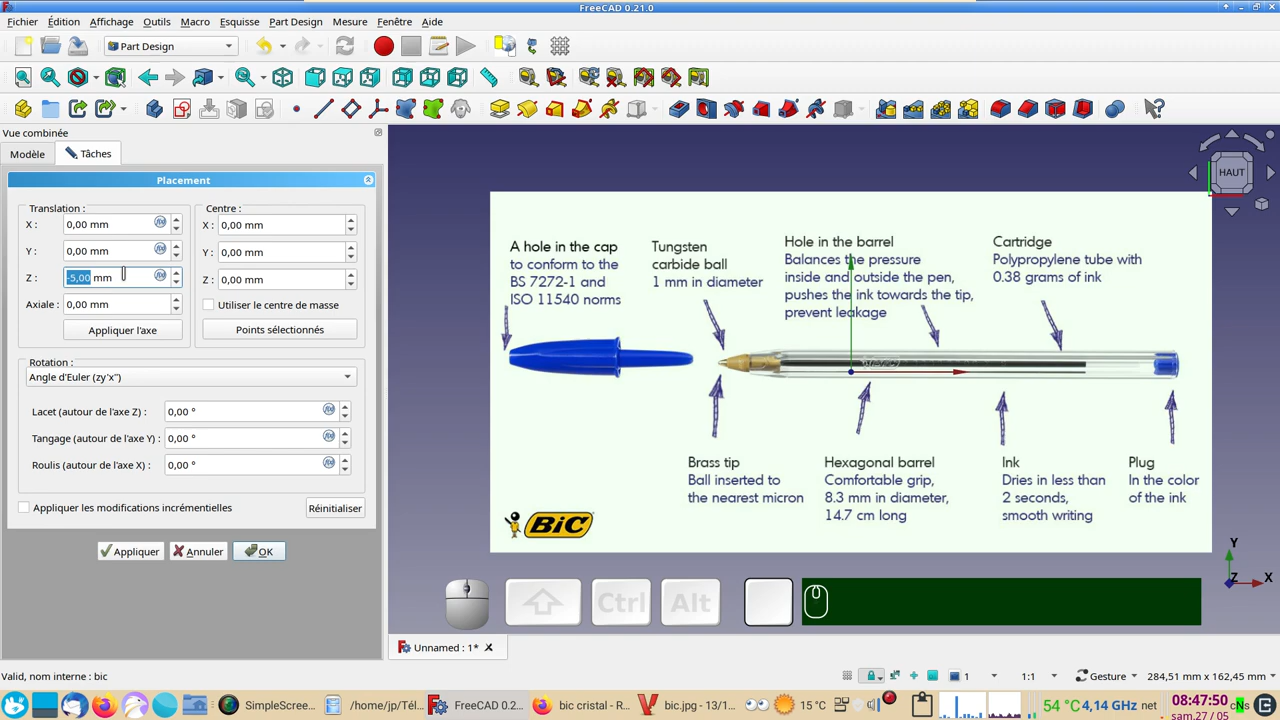 FreeCAD 0.21.0
Fichier Édition Affichage Outils Macro Esquisse Part Design Mesure Fenêtre Aide
Part Design
Vue combinée
Modèle
Tâches
Placement
Translation :
Centre :
X : 0,00 mm
X : 0,00 mm
Y : 0,00 mm
Y : 0,00 mm
Z : -5,00 mm
Z : 0,00 mm
Axiale : 0,00 mm
Utiliser le centre de masse
Appliquer l'axe
Points sélectionnés
Rotation :
Angle d'Euler (zy'x")
Lacet (autour de l'axe Z) : 0,00 °
Tangage (autour de l'axe Y) : 0,00 °
Roulis (autour de l'axe X) : 0,00 °
Appliquer les modifications incrémentielles
Réinitialiser
Appliquer
Annuler
OK
HAUT
A hole in the cap
to conform to the
BS 7272-1 and
ISO 11540 norms
Tungsten
carbide ball
1 mm in diameter
Hole in the barrel
Balances the pressure
inside and outside the pen,
pushes the ink towards the tip,
prevent leakage
Cartridge
Polypropylene tube with
0.38 grams of ink
Brass tip
Ball inserted to
the nearest micron
Hexagonal barrel
Comfortable grip,
8.3 mm in diameter,
14.7 cm long
Ink
Dries in less than
2 seconds,
smooth writing
Plug
In the color
of the ink
BiC
Y
Z
X
Ctrl
Alt
Unnamed : 1*
Valid, nom interne : bic
1
1:1
Gesture
284,51 mm x 162,45 mm
SimpleScree...
/home/jp/Tél...
FreeCAD 0.2...
bic cristal - R...
bic.jpg - 13/1...
15 °C
54 °C
4,14 GHz
08:47:50
sam.27 / 05